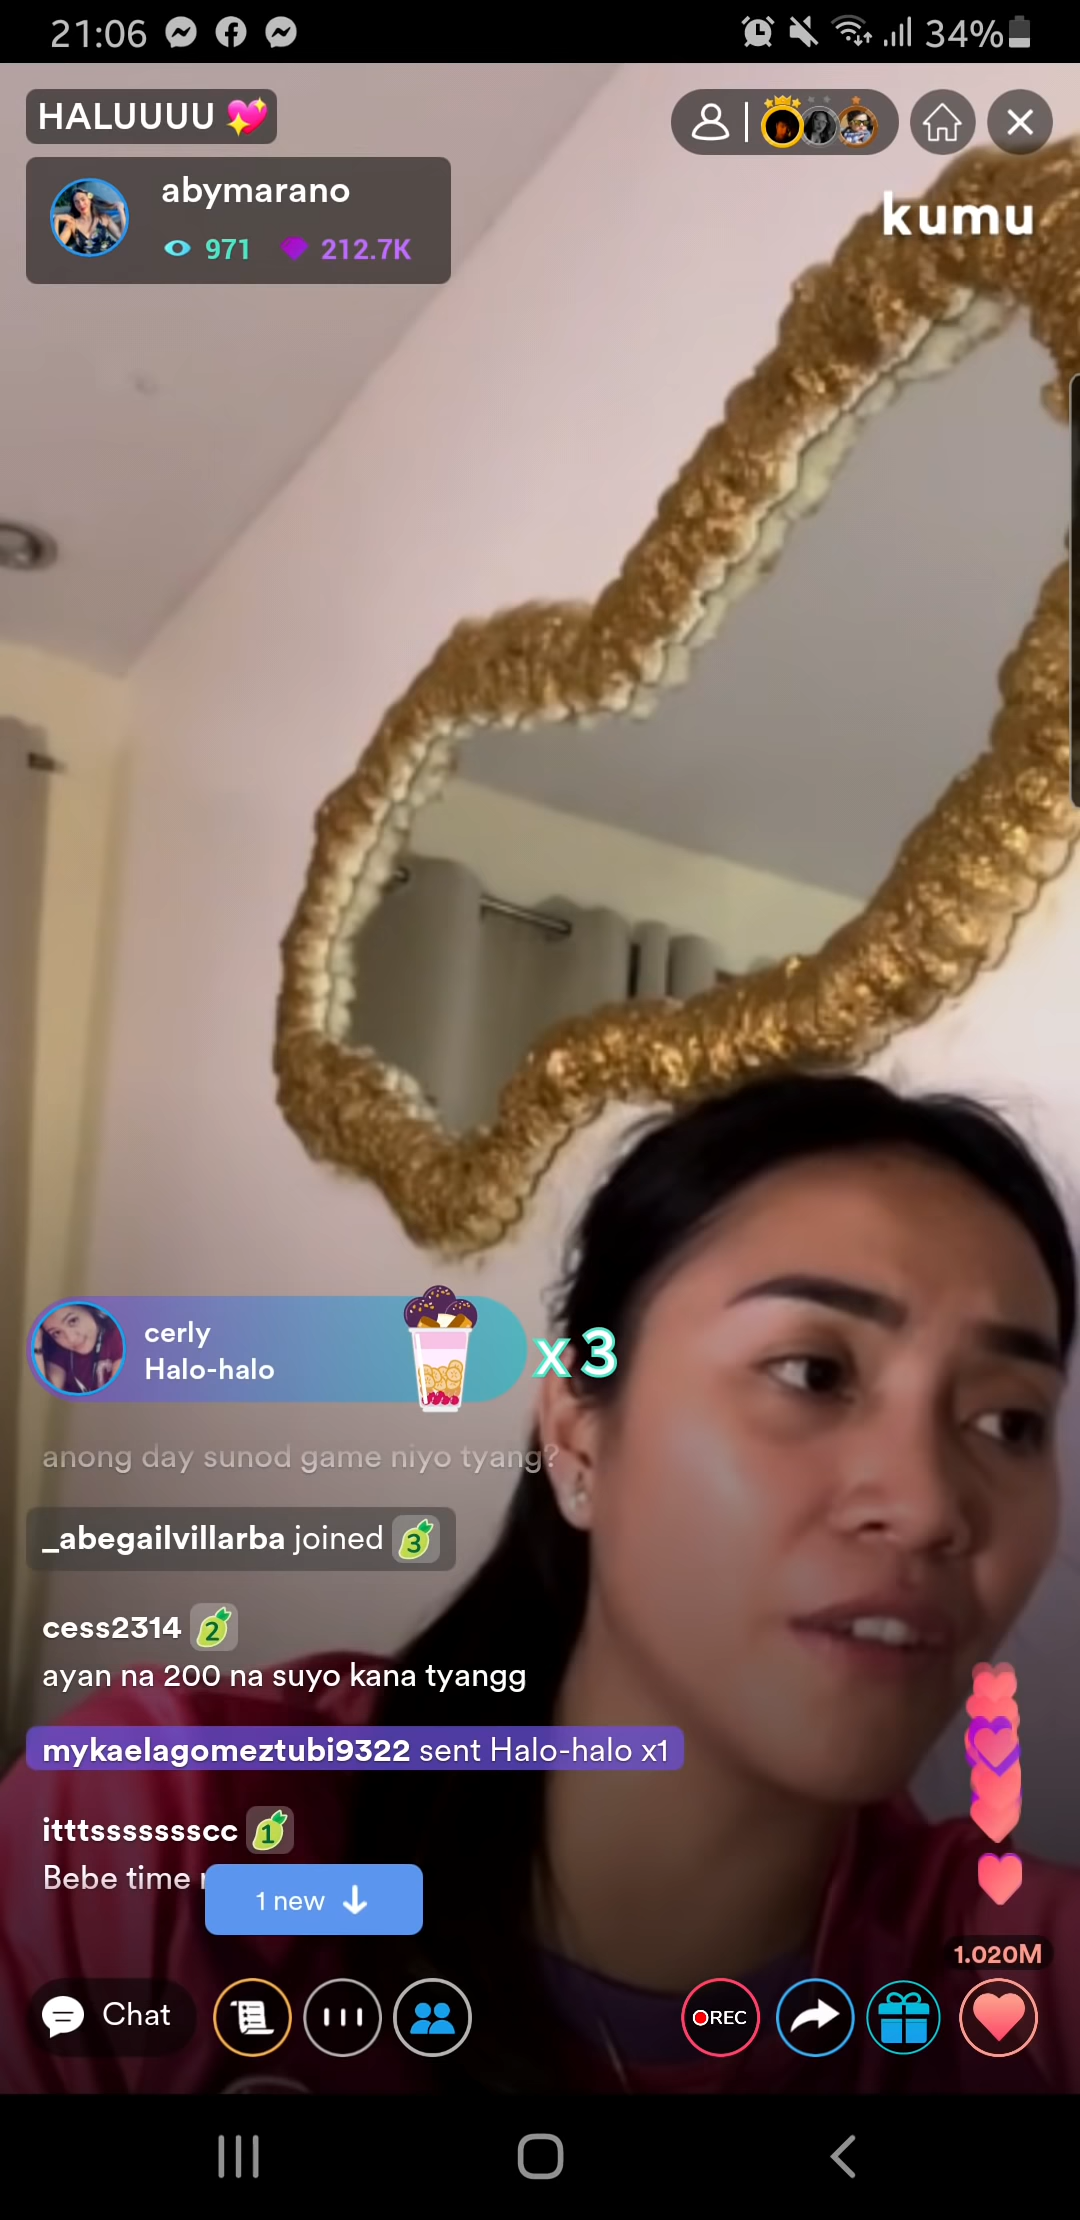 21:06
34%
HALUUUU 💖
abymarano
971 212.7K
kumu
cerly
Halo-halo
x 3
anong day sunod game niyo tyang?
_abegailvillarba joined 3
cess2314 2
ayan na 200 na suyo kana tyangg
mykaelagomeztubi9322 sent Halo-halo x1
itttssssssscc 1
Bebe time
1 new
1.020M
Chat
REC